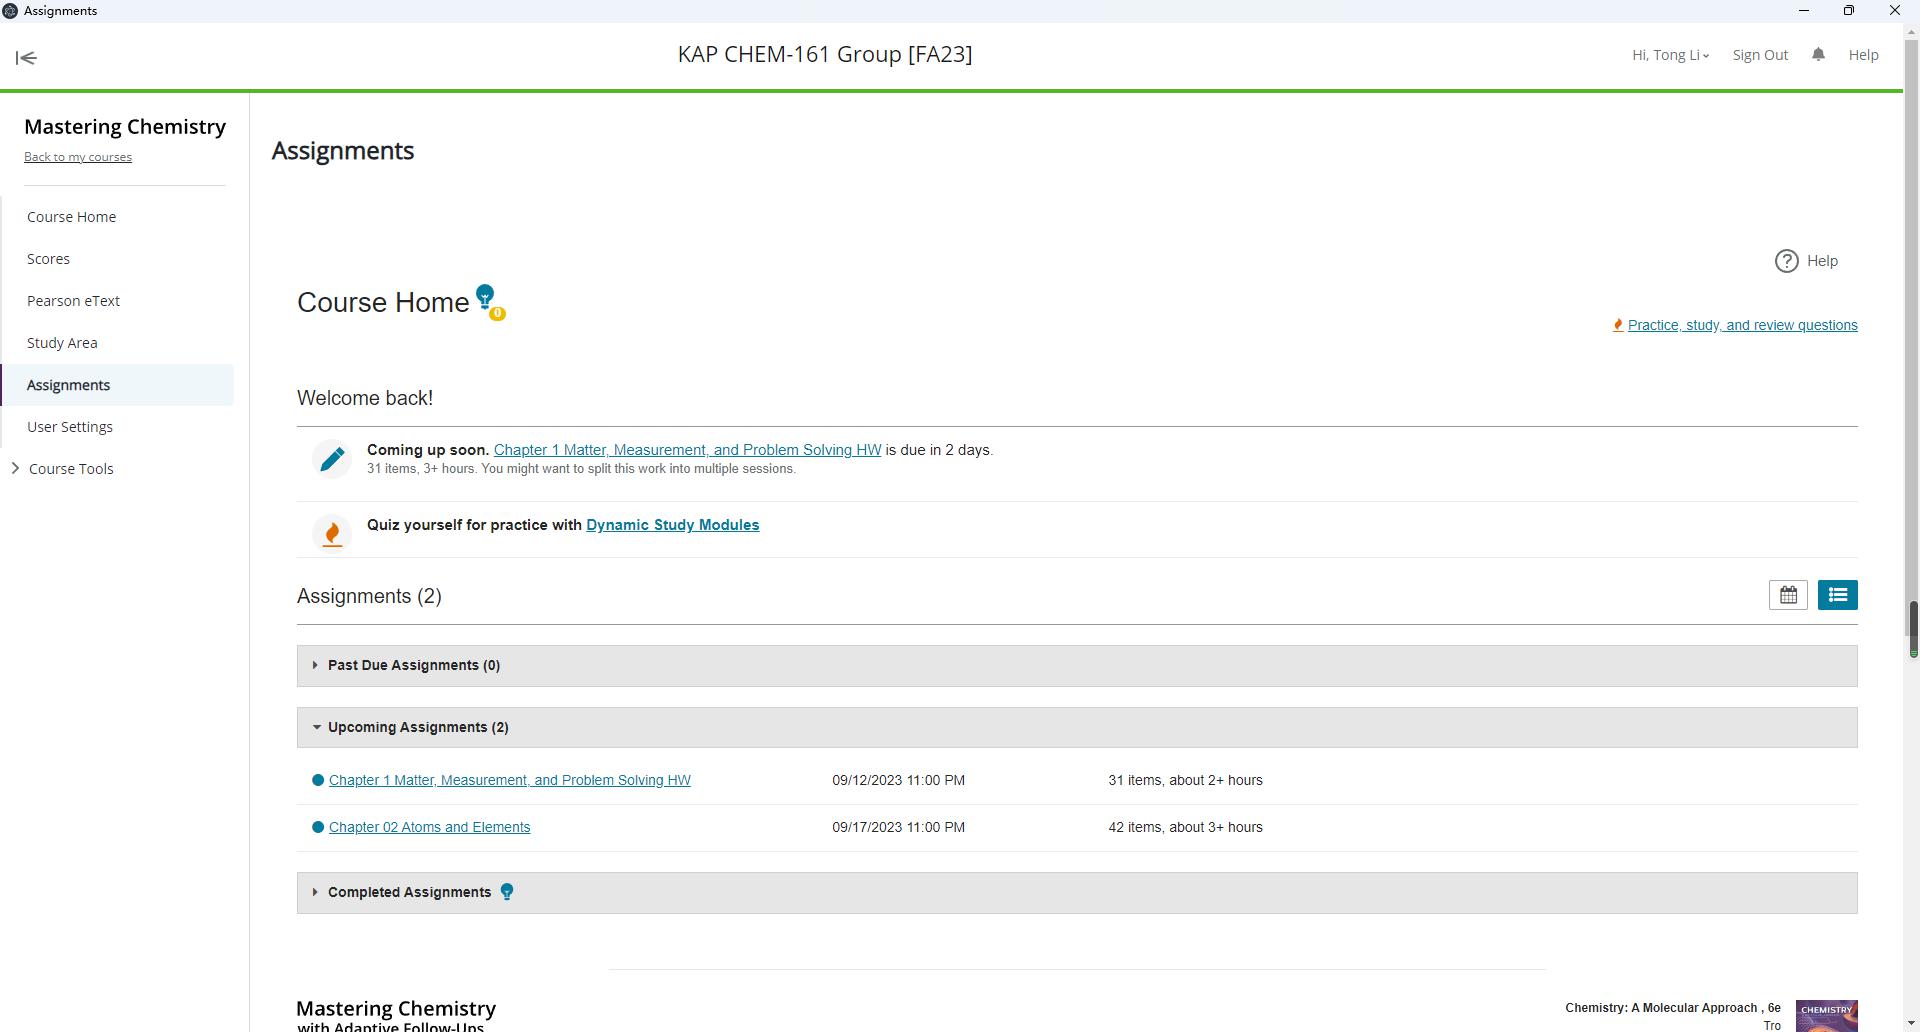 Assignments
KAP CHEM-161 Group [FA23]
Hi, Tong Li
Sign Out
Help
Mastering Chemistry
Back to my courses
Course Home
Scores
Pearson eText
Study Area
Assignments
User Settings
Course Tools
Assignments
Help
Course Home
0
Practice, study, and review questions
Welcome back!
Coming up soon. Chapter 1 Matter, Measurement, and Problem Solving HW is due in 2 days.
31 items, 3+ hours. You might want to split this work into multiple sessions.
Quiz yourself for practice with Dynamic Study Modules
Assignments (2)
Past Due Assignments (0)
Upcoming Assignments (2)
Chapter 1 Matter, Measurement, and Problem Solving HW 09/12/2023 11:00 PM 31 items, about 2+ hours
Chapter 02 Atoms and Elements 09/17/2023 11:00 PM 42 items, about 3+ hours
Completed Assignments
Mastering Chemistry
with Adaptive Follow-Ups
Chemistry: A Molecular Approach , 6e
Tro
CHEMISTRY